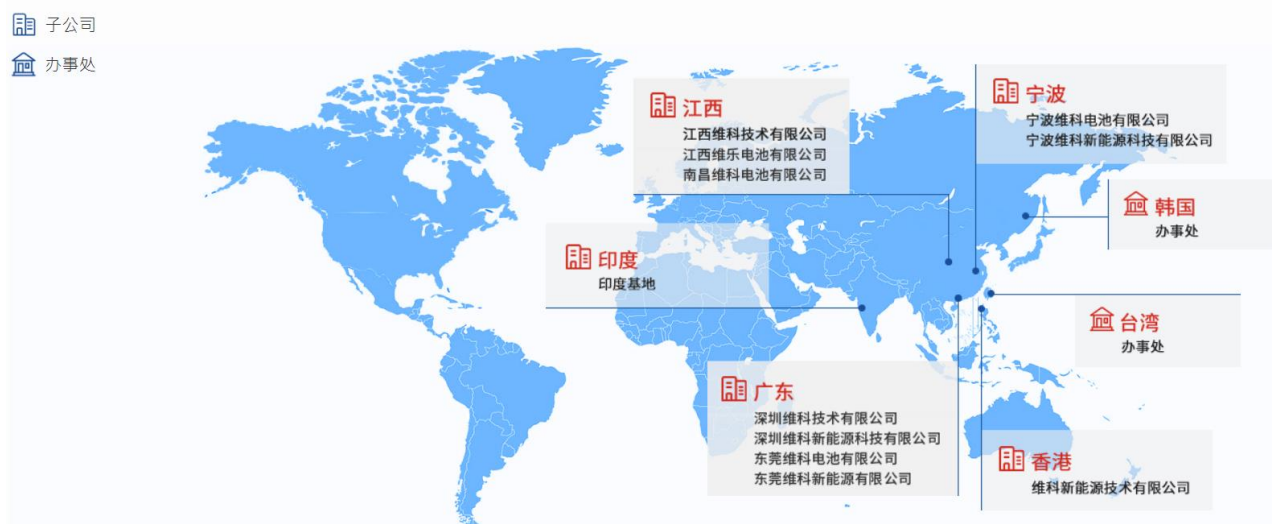 子公司
办事处
江西
江西维科技术有限公司
江西维乐电池有限公司
南昌维科电池有限公司
宁波
宁波维科电池有限公司
宁波维科新能源科技有限公司
韩国
办事处
印度
印度基地
台湾
办事处
广东
深圳维科技术有限公司
深圳维科新能源科技有限公司
东莞维科电池有限公司
东莞维科新能源有限公司
香港
维科新能源技术有限公司